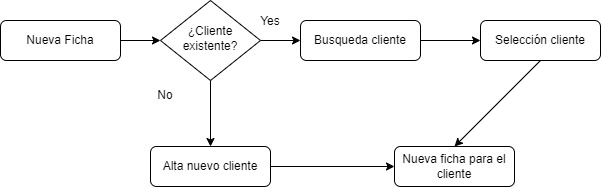 Nueva Ficha
¿Cliente
existente?
Yes
Busqueda cliente
Selección cliente
No
Alta nuevo cliente
Nueva ficha para el
cliente